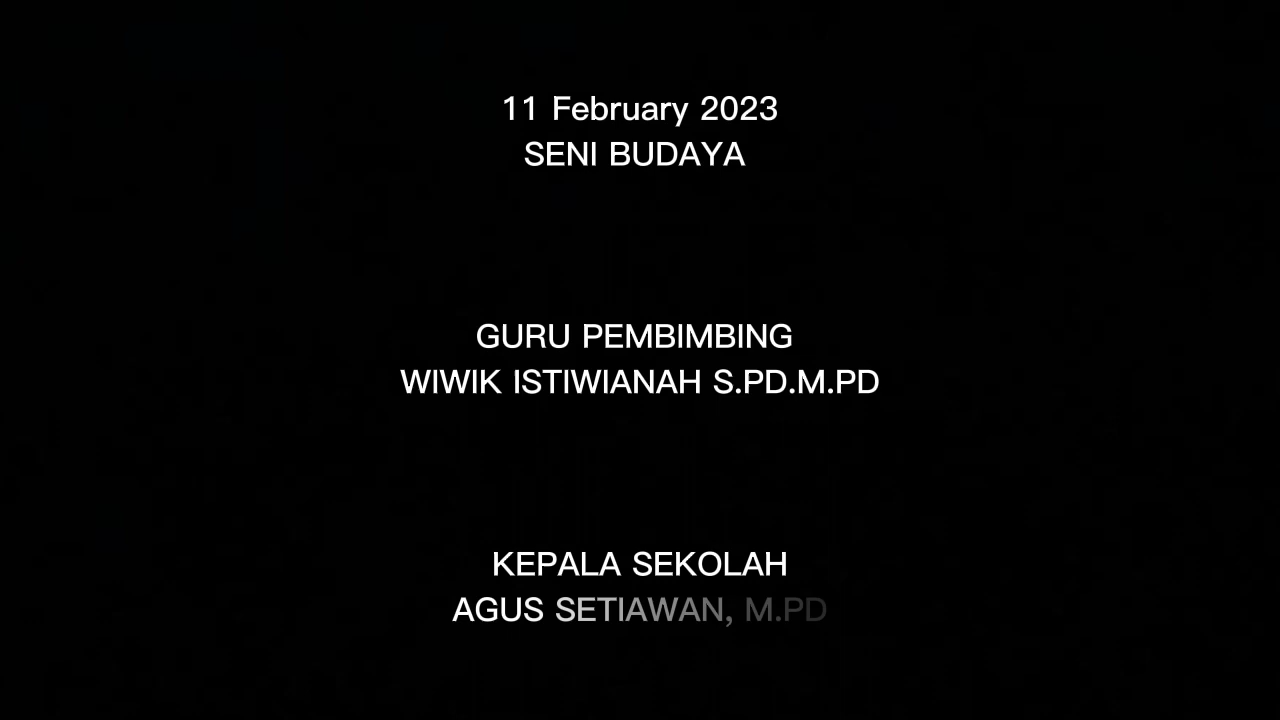 11 February 2023
SENI BUDAYA
GURU PEMBIMBING
WIWIK ISTIWIANAH S.PD.M.PD
KEPALA SEKOLAH
AGUS SETIAWAN, M.PD